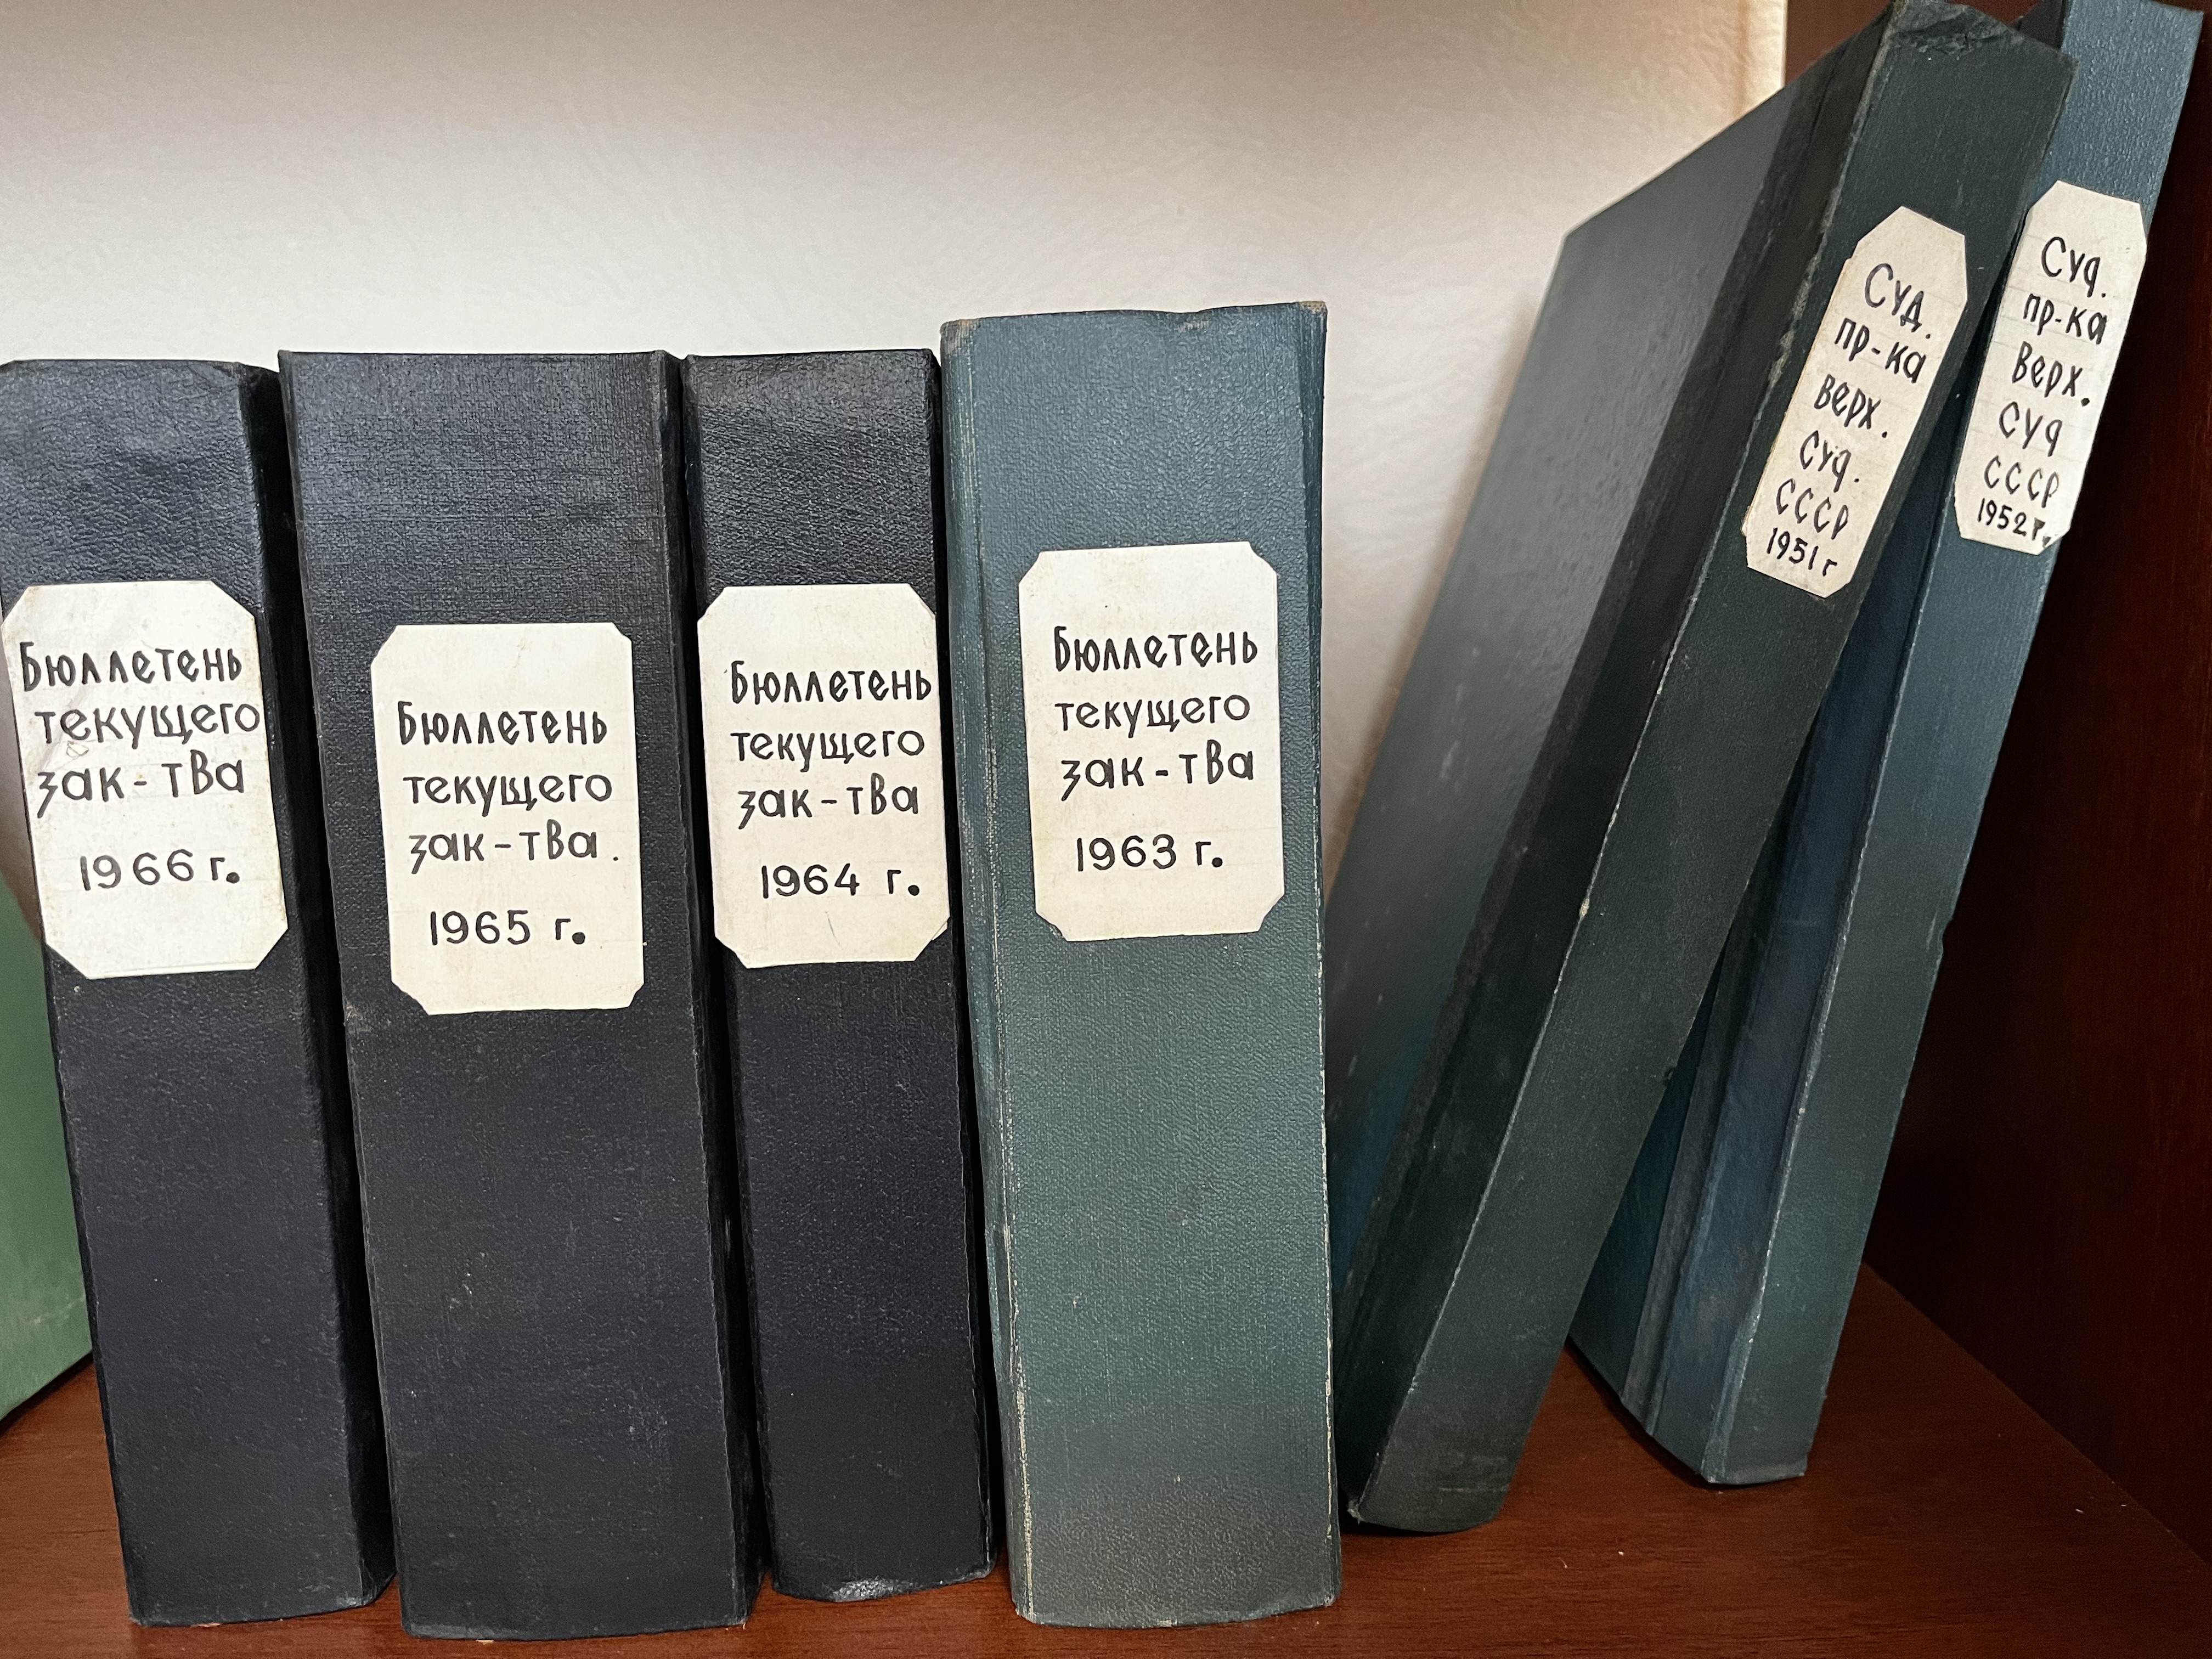 Бюллетень
текущего
зак-тва
1966 г.
Бюллетень
текущего
зак-тва.
1965 г.
Бюллетень
текущего
зак-тва
1964 г.
Бюллетень
текущего
зак-тва
1963 г.
Суд.
пр-ка
верх.
Суд.
СССР
1951 г
Суд.
пр-ка
Верх.
Суд
СССР
1952 г.